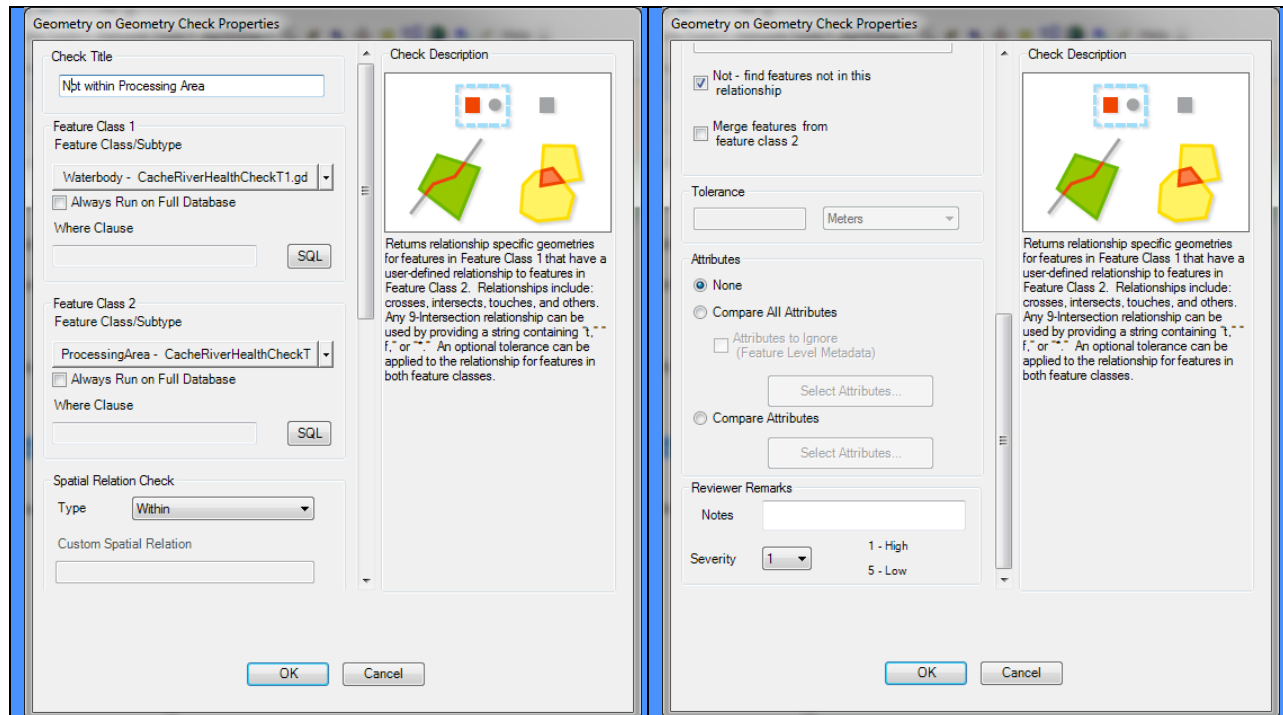 Geometry on Geometry Check Properties
Check Title
Not within Processing Area
Feature Class 1
Feature Class/Subtype
Waterbody - CacheRiverHealthCheckT1.gd
Always Run on Full Database
Where Clause
SQL
Feature Class 2
Feature Class/Subtype
ProcessingArea - CacheRiverHealthCheckT
Always Run on Full Database
Where Clause
SQL
Spatial Relation Check
Type Within
Custom Spatial Relation
Check Description
Returns relationship specific geometries
for features in Feature Class 1 that have a
user-defined relationship to features in
Feature Class 2. Relationships include:
crosses, intersects, touches, and others.
Any 9-Intersection relationship can be
used by providing a string containing "t," "
f," or "*." An optional tolerance can be
applied to the relationship for features in
both feature classes.
OK Cancel
Geometry on Geometry Check Properties
Not - find features not in this
relationship
Merge features from
feature class 2
Tolerance
Meters
Attributes
None
Compare All Attributes
Attributes to Ignore
(Feature Level Metadata)
Select Attributes...
Compare Attributes
Select Attributes...
Reviewer Remarks
Notes
Severity 1
1 - High
5 - Low
Check Description
Returns relationship specific geometries
for features in Feature Class 1 that have a
user-defined relationship to features in
Feature Class 2. Relationships include:
crosses, intersects, touches, and others.
Any 9-Intersection relationship can be
used by providing a string containing "t," "
f," or "*." An optional tolerance can be
applied to the relationship for features in
both feature classes.
OK Cancel